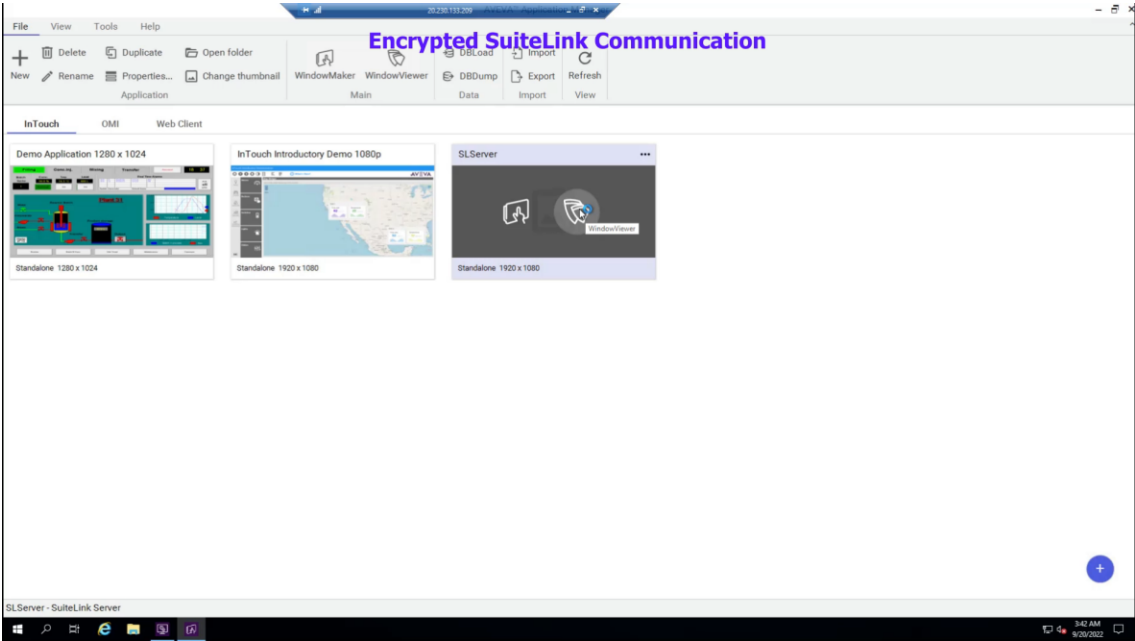 20.230.133.209
AVEVA™ Application
File View Tools Help
Encrypted SuiteLink Communication
New
Delete
Duplicate
Open folder
Rename
Properties...
Change thumbnail
Application
WindowMaker
WindowViewer
Main
DBLoad
DBDump
Data
Import
Export
Import
Refresh
View
InTouch OMI Web Client
Demo Application 1280 x 1024
Standalone 1280 x 1024
InTouch Introductory Demo 1080p
AVEVA
Standalone 1920 x 1080
SLServer
WindowViewer
Standalone 1920 x 1080
SLServer - SuiteLink Server
3:42 AM
9/20/2022